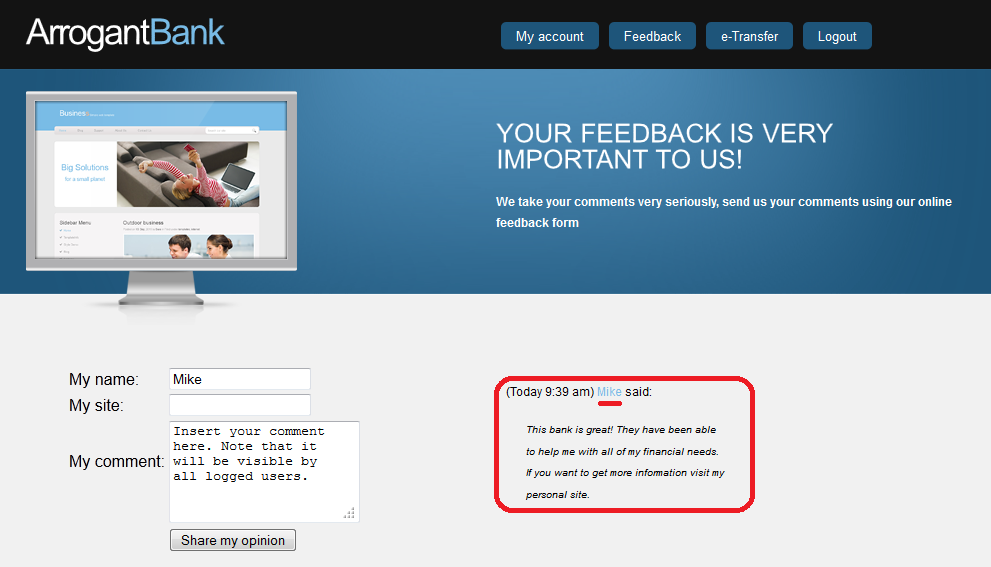 ArrogantBank
My account
Feedback
e-Transfer
Logout
Business
Big Solutions
for a small planet
Sidebar Menu
Outdoor business
YOUR FEEDBACK IS VERY
IMPORTANT TO US!
We take your comments very seriously, send us your comments using our online
feedback form
My name: Mike
My site:
My comment:
Insert your comment
here. Note that it
will be visible by
all logged users.
Share my opinion
(Today 9:39 am) Mike said:
This bank is great! They have been able
to help me with all of my financial needs.
If you want to get more information visit my
personal site.